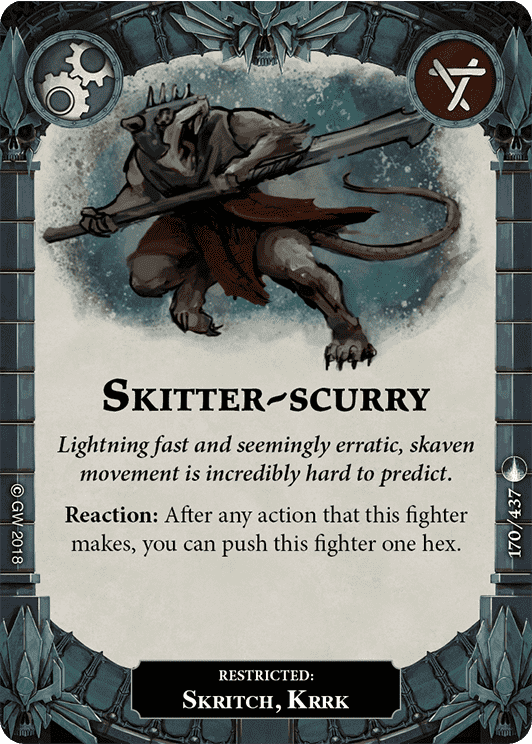 Skitter~scurry
Lightning fast and seemingly erratic, skaven
movement is incredibly hard to predict.
Reaction: After any action that this fighter
makes, you can push this fighter one hex.
© GW 2018
170/437
RESTRICTED:
Skritch, Krrk